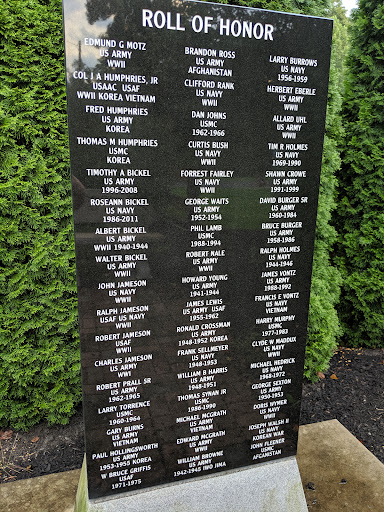 ROLL OF HONOR
EDMUND G MOTZ
US ARMY
WWII
COL J A HUMPHRIES, JR
USAAC USAF
WWII KOREA VIETNAM
FRED HUMPHRIES
US ARMY
KOREA
THOMAS M HUMPHRIES
USMC
KOREA
TIMOTHY A BICKEL
US ARMY
1996-2008
ROSEANN BICKEL
US NAVY
1986-2011
ALBERT BICKEL
US ARMY
WWII 1940-1944
WALTER BICKEL
US ARMY
WWII
JOHN JAMESON
US NAVY
WWII
RALPH JAMESON
USAF US NAVY
WWII
ROBERT JAMESON
USAF
WWII
CHARLES JAMESON
US ARMY
WWII
ROBERT PRALL SR
US ARMY
1962-1965
LARRY TORRENCE
USMC
1960-1964
GARY BURNS
US ARMY
VIETNAM
PAUL HOLLINGSWORTH
1953-1955 KOREA
W BRUCE GRIFFIS
USAF
1971-1975
BRANDON ROSS
US ARMY
AFGHANISTAN
CLIFFORD RANK
US NAVY
WWII
DAN JOHNS
USMC
1962-1966
CURTIS BUSH
US NAVY
WWII
FORREST FAIRLEY
US NAVY
WWII
GEORGE WAITS
US ARMY
1952-1954
PHIL LAMB
USMC
1988-1994
ROBERT NALE
US ARMY
WWII
HOWARD YOUNG
US ARMY
1941-1944
JAMES LEWIS
US ARMY USAF
1955-1962
RONALD CROSSMAN
US ARMY
1948-1952 KOREA
FRANK SELLMEYER
US NAVY
1948-1953
WILLIAM B HARRIS
US ARMY
1948-1951
THOMAS SYNAN JR
USMC
1986-1990
MICHAEL MCGRATH
US ARMY
VIETNAM
EDWARD MCGRATH
US ARMY
WWII
WILLIAM BROWNE
US ARMY
1942-1945 IWO JIMA
LARRY BURROWS
US NAVY
1956-1959
HERBERT EBERLE
US ARMY
WWII
ALLARD UHL
US ARMY
WWII
TIM R HOLMES
US NAVY
1969-1990
SHAWN CROWE
US ARMY
1991-1999
DAVID BURGER SR
US ARMY
1960-1984
BRUCE BURGER
US ARMY
1958-1986
RALPH HOLMES
US NAVY
1944-1946
JAMES VONTZ
US ARMY
1988-1992
FRANCIS E VONTZ
US NAVY
VIETNAM
HARRY MURPHY
USMC
1977-1983
CLYDE W MADDUX
US NAVY
WWII
MICHAEL HEDRICK
US NAVY
1968-1972
GEORGE SEXTON
US ARMY
1950-1953
DORIS WYMER
US NAVY
WWII
JOSEPH WALSH II
US NAVY
KOREAN WAR
JOHN FLEENER
USMC
AFGANISTAN